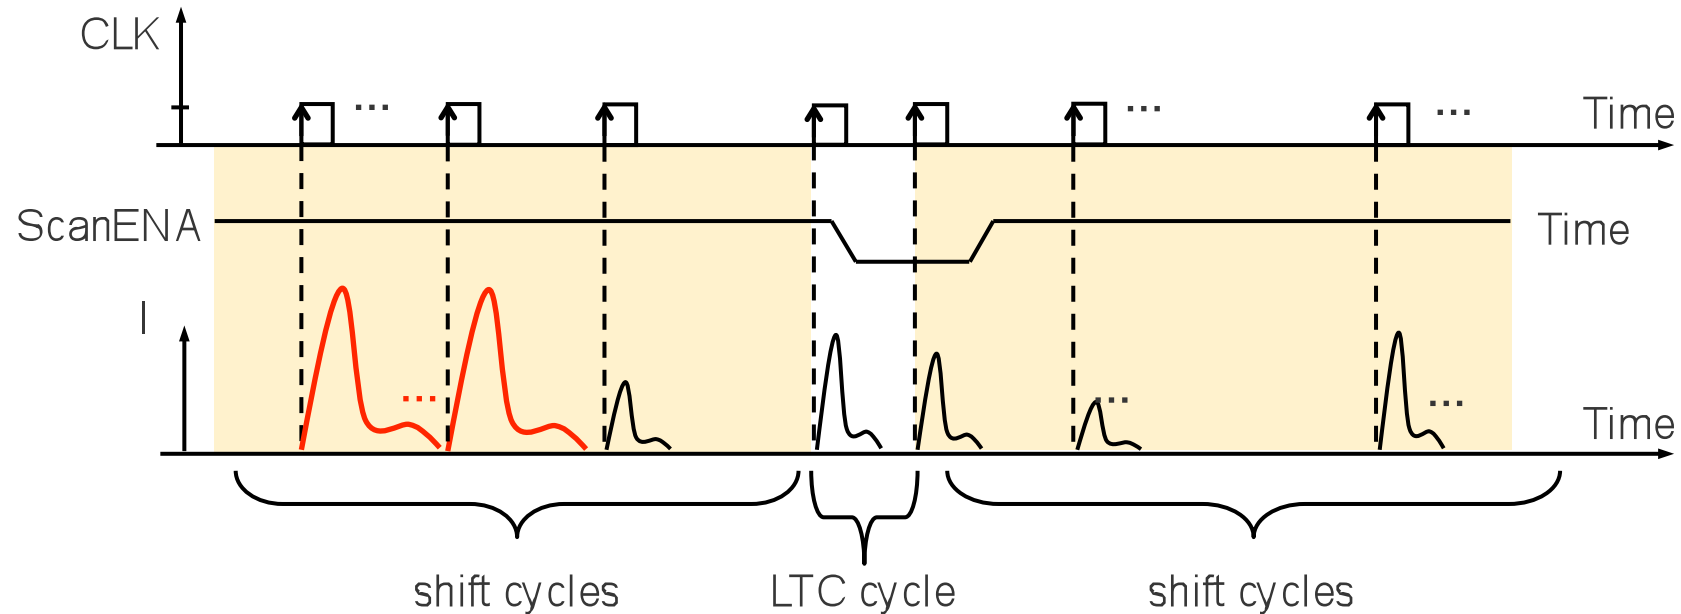 CLK
...
...
...
Time
ScanENA
Time
I
...
...
...
Time
shift cycles
LTC cycle
shift cycles